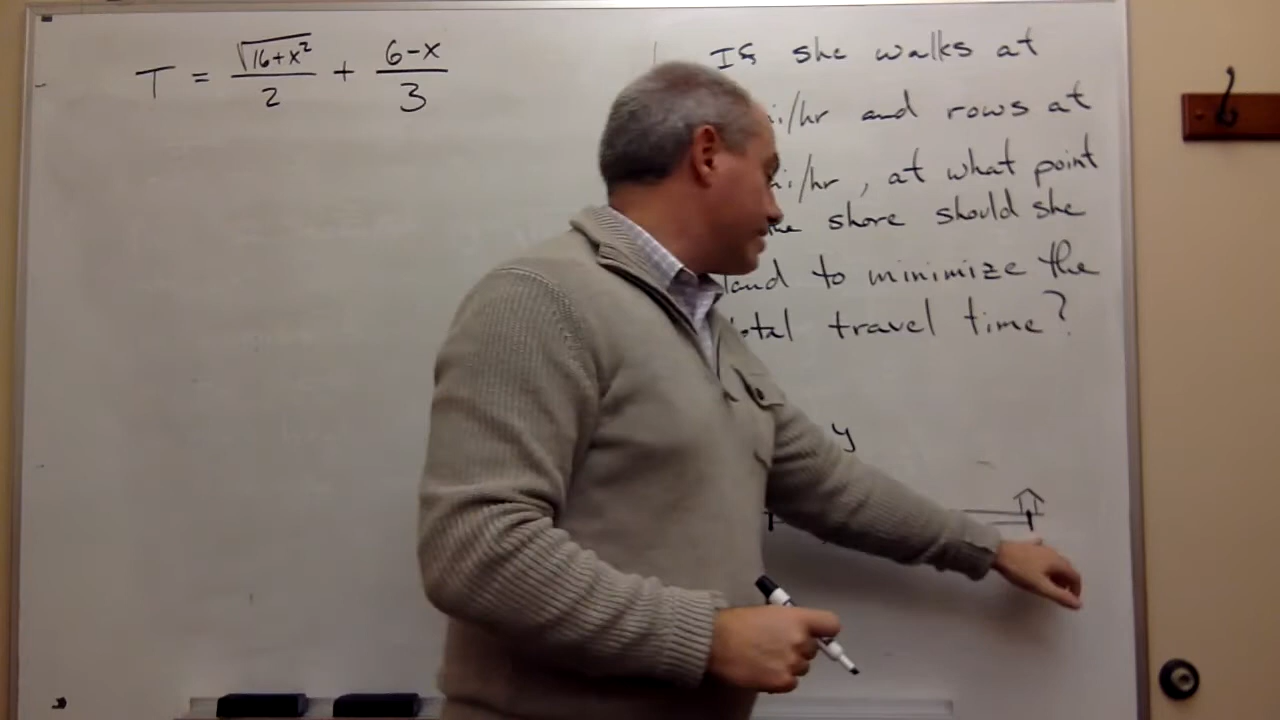 T = √(16+x²)/2 + (6-x)/3
If she walks at
mi/hr and rows at
mi/hr, at what point
shore should she
land to minimize the
total travel time?
y